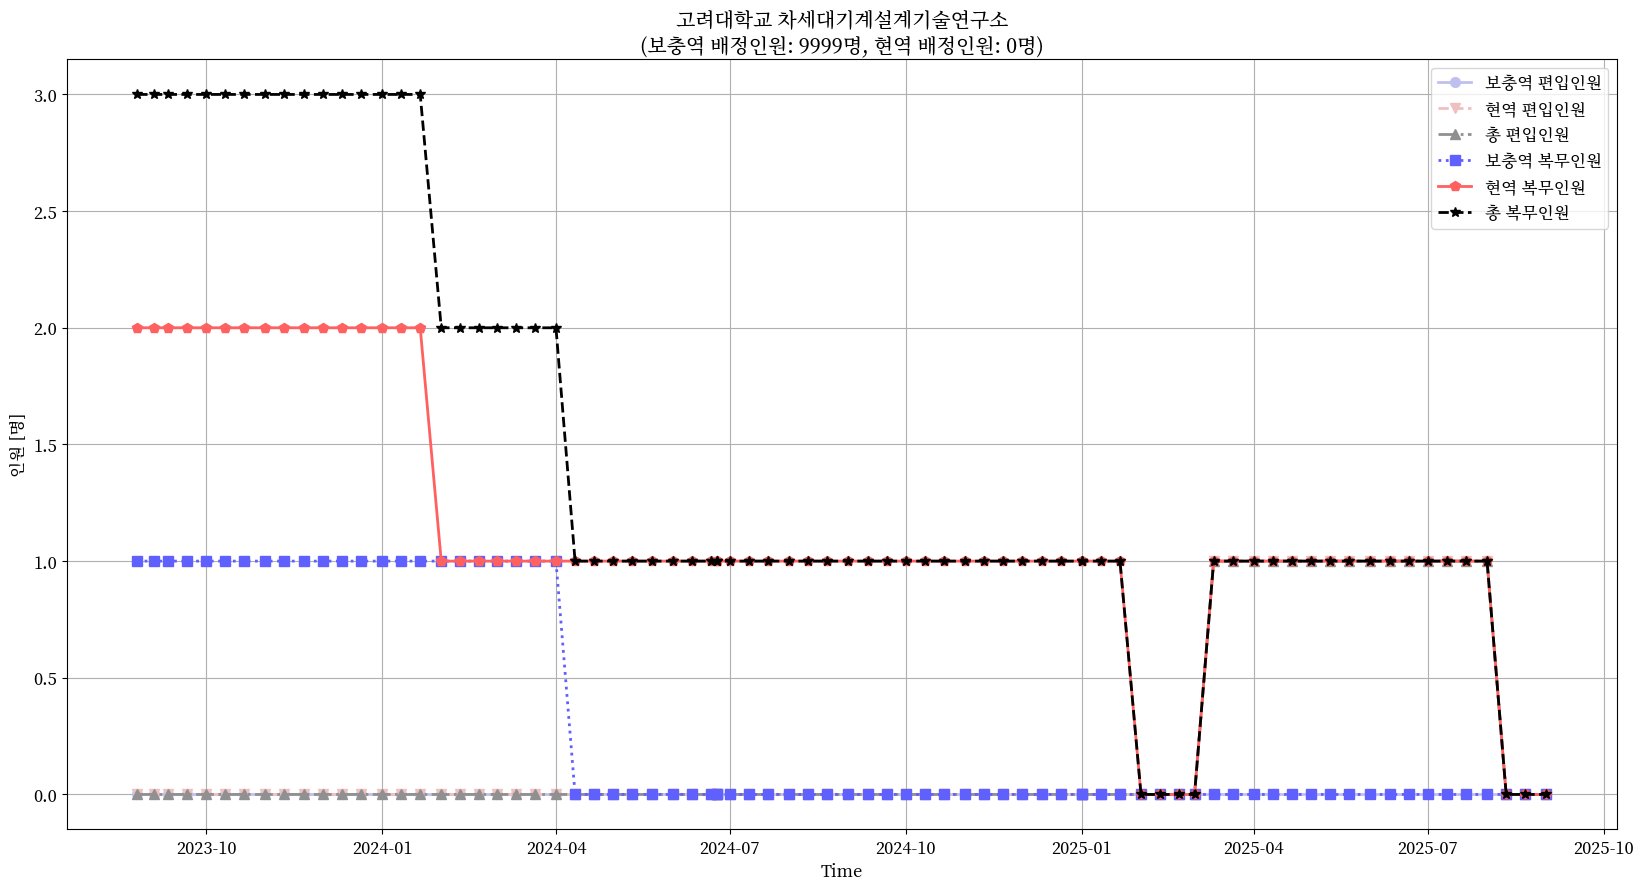 고려대학교 차세대기계설계기술연구소
(보충역 배정인원: 9999명, 현역 배정인원: 0명)
보충역 편입인원
현역 편입인원
총 편입인원
보충역 복무인원
현역 복무인원
총 복무인원
인원 [명]
3.0
2.5
2.0
1.5
1.0
0.5
0.0
2023-10
2024-01
2024-04
2024-07
2024-10
2025-01
2025-04
2025-07
2025-10
Time